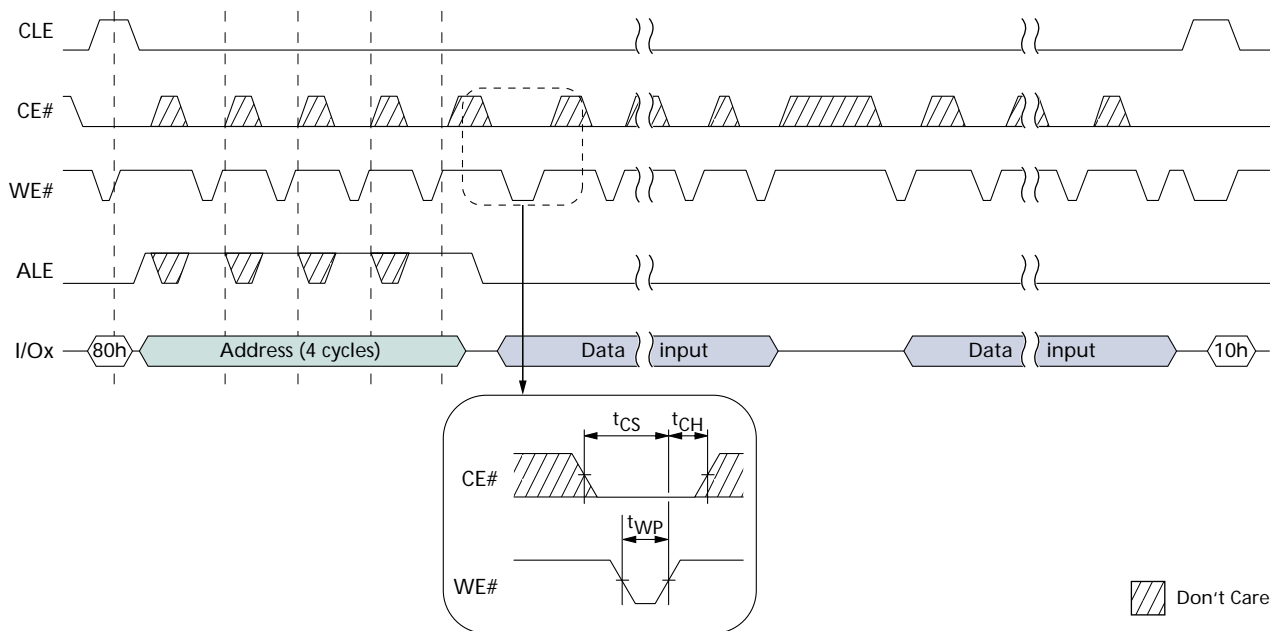 CLE
CE#
WE#
ALE
I/Ox
80h
Address (4 cycles)
Data input
Data input
10h
tCS
tCH
CE#
tWP
WE#
Don't Care